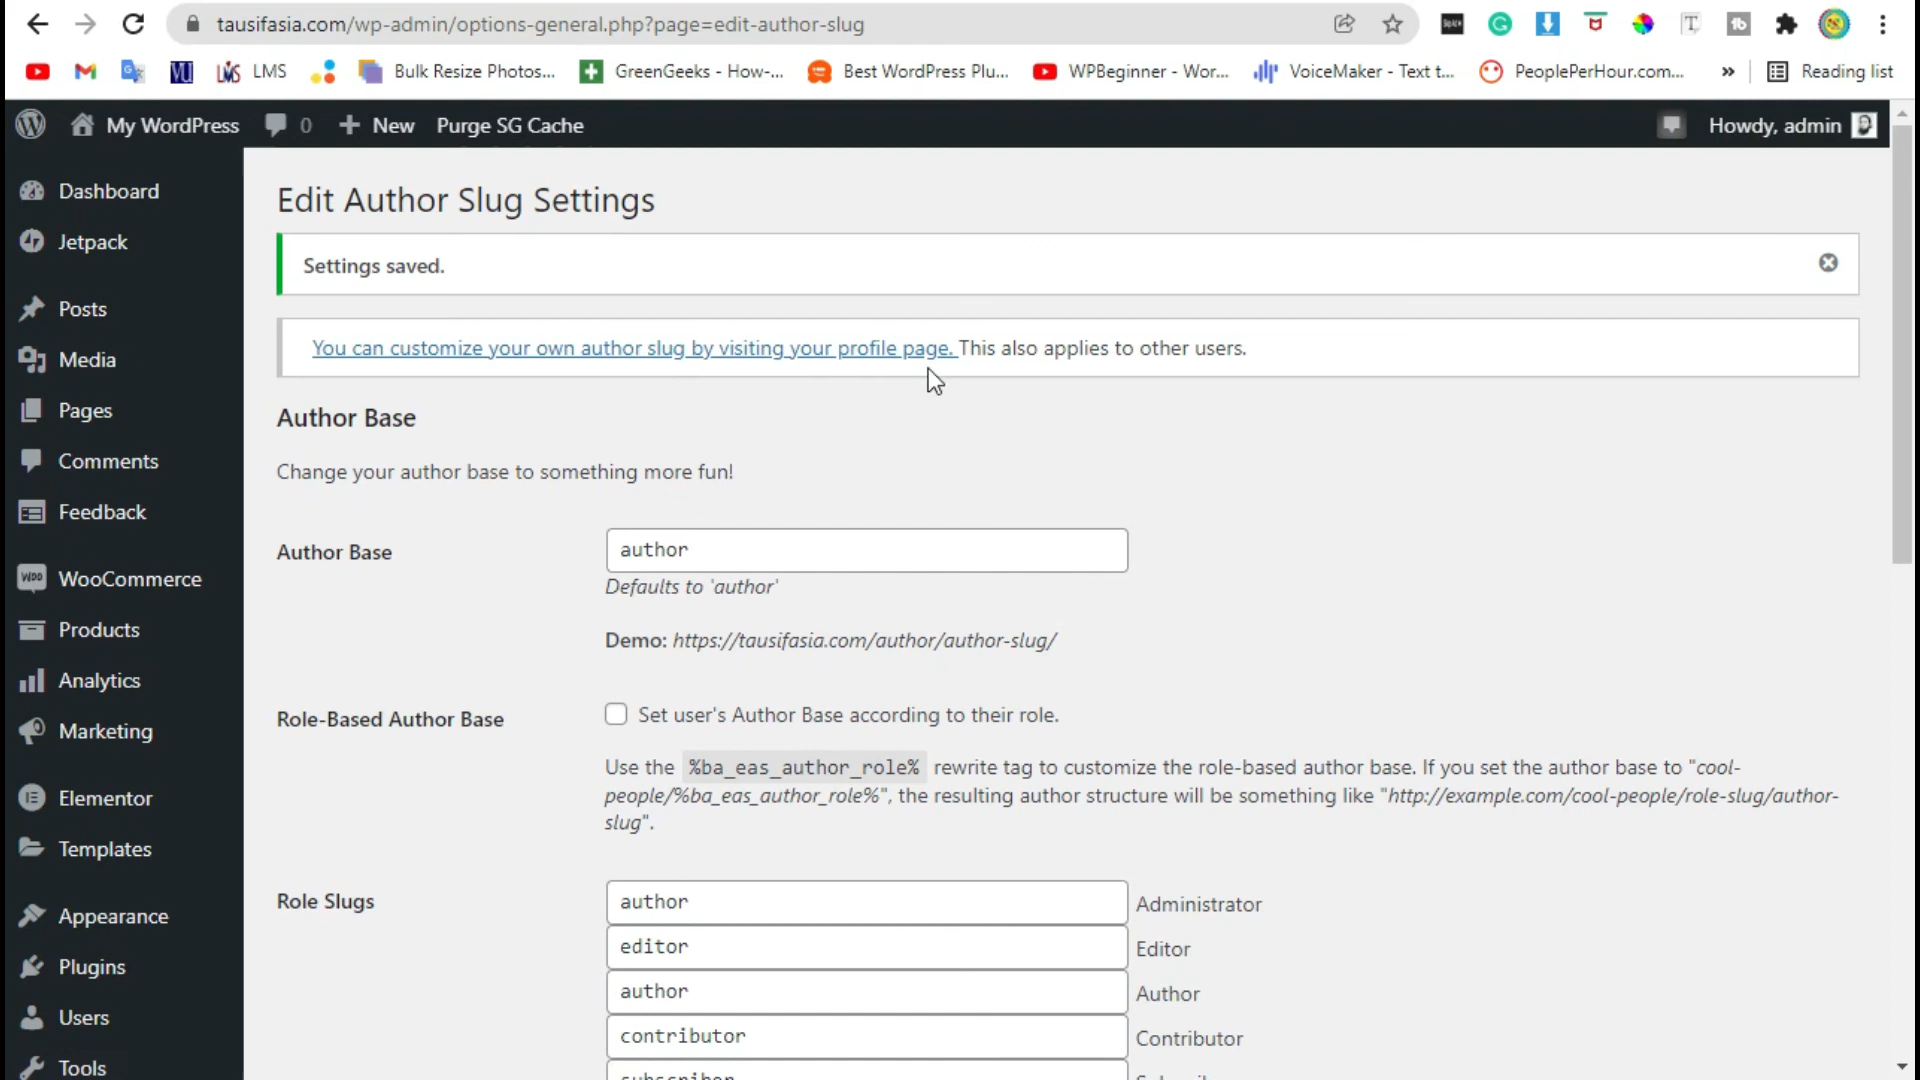 tausifasia.com/wp-admin/options-general.php?page=edit-author-slug
LMS
Bulk Resize Photos...
GreenGeeks - How-...
Best WordPress Plu...
WPBeginner - Wor...
VoiceMaker - Text t...
PeoplePerHour.com...
»
Reading list
My WordPress
0
New
Purge SG Cache
Howdy, admin
Dashboard
Jetpack
Posts
Media
Pages
Comments
Feedback
WooCommerce
Products
Analytics
Marketing
Elementor
Templates
Appearance
Plugins
Users
Tools
Edit Author Slug Settings
Settings saved.
You can customize your own author slug by visiting your profile page. This also applies to other users.
Author Base
Change your author base to something more fun!
Author Base
author
Defaults to 'author'
Demo: https://tausifasia.com/author/author-slug/
Role-Based Author Base
Set user's Author Base according to their role.
Use the %ba_eas_author_role% rewrite tag to customize the role-based author base. If you set the author base to "cool-
people/%ba_eas_author_role%", the resulting author structure will be something like "http://example.com/cool-people/role-slug/author-
slug".
Role Slugs
author Administrator
editor Editor
author Author
contributor Contributor